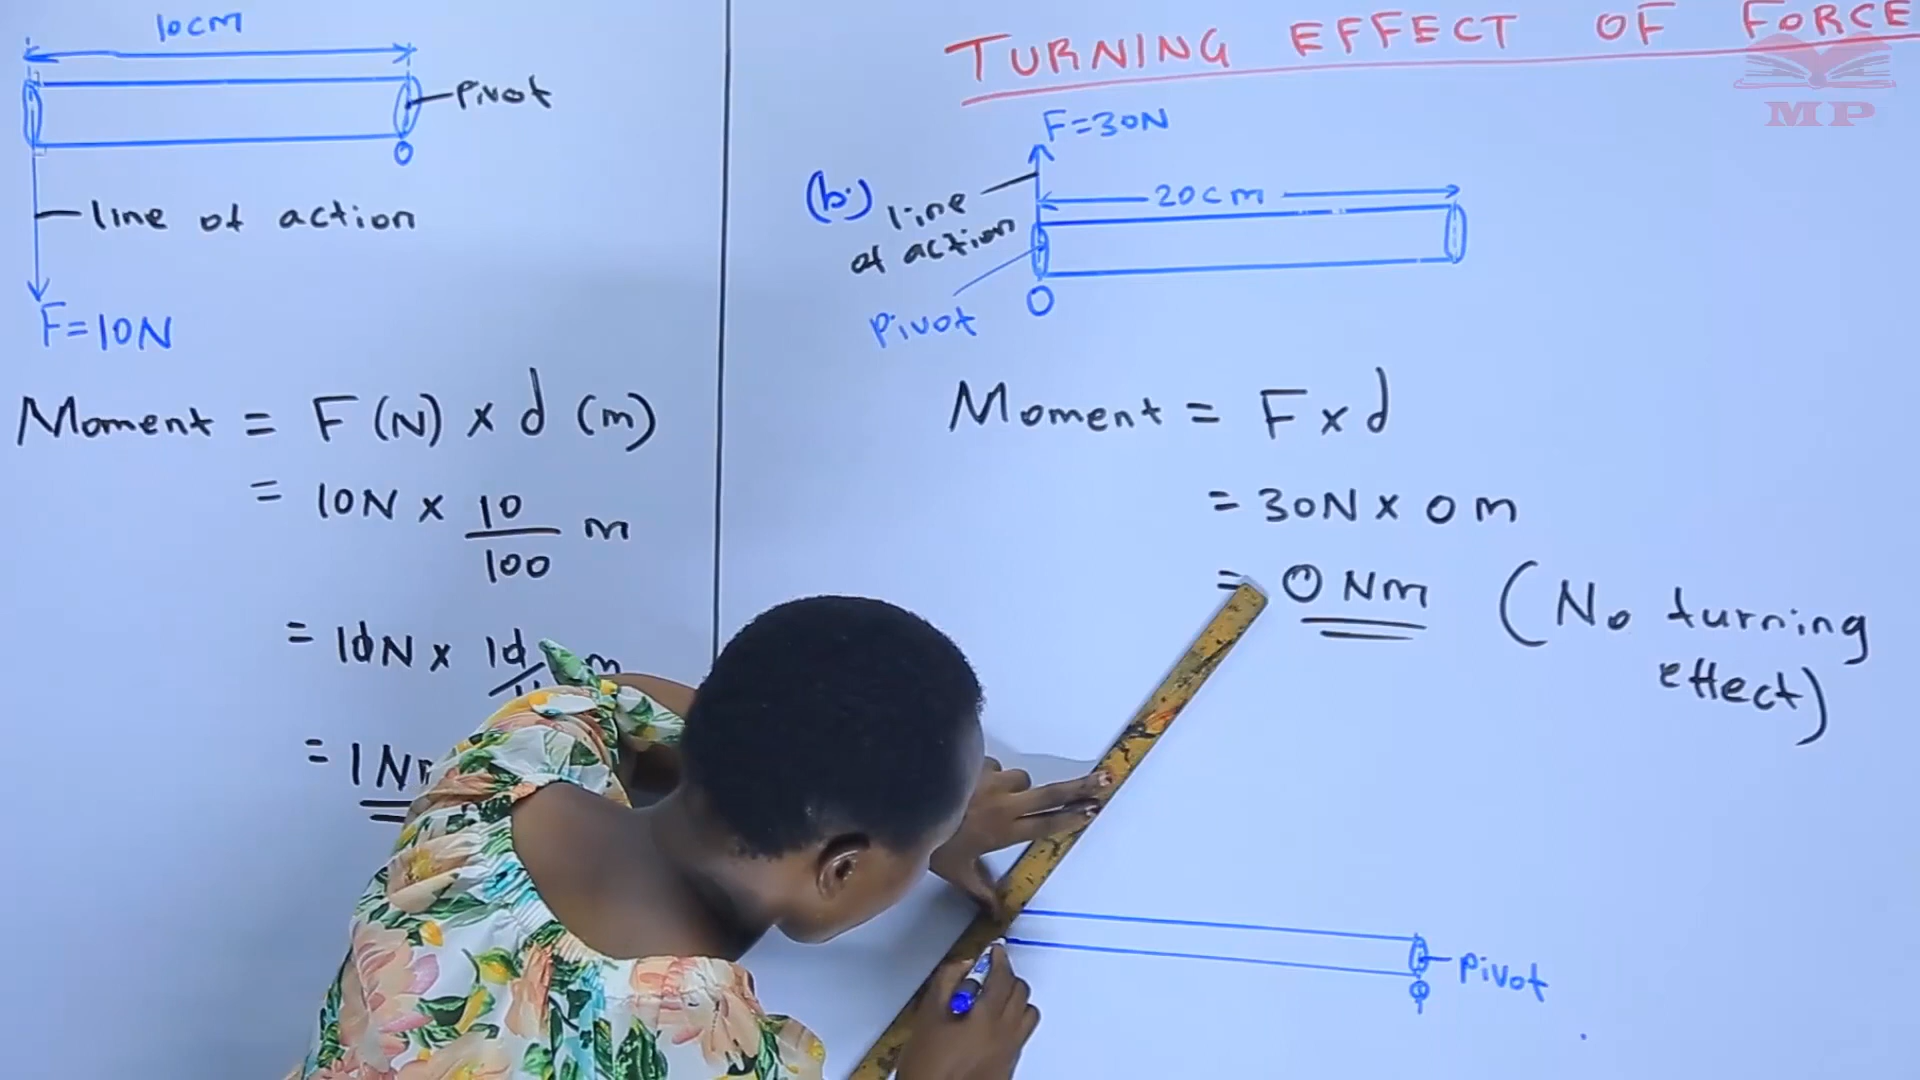 TURNING EFFECT OF FORCE
MP
10cm
Pivot
O
line of action
F=10N
Moment = F (N) x d (m)
= 10N x 10/100 m
= 10N x 10/ m
= 1N
(b.)
F=30N
line
of action
20cm
Pivot
O
Moment = F x d
= 30N x 0 m
= 0 Nm (No turning
effect)
Pivot
O